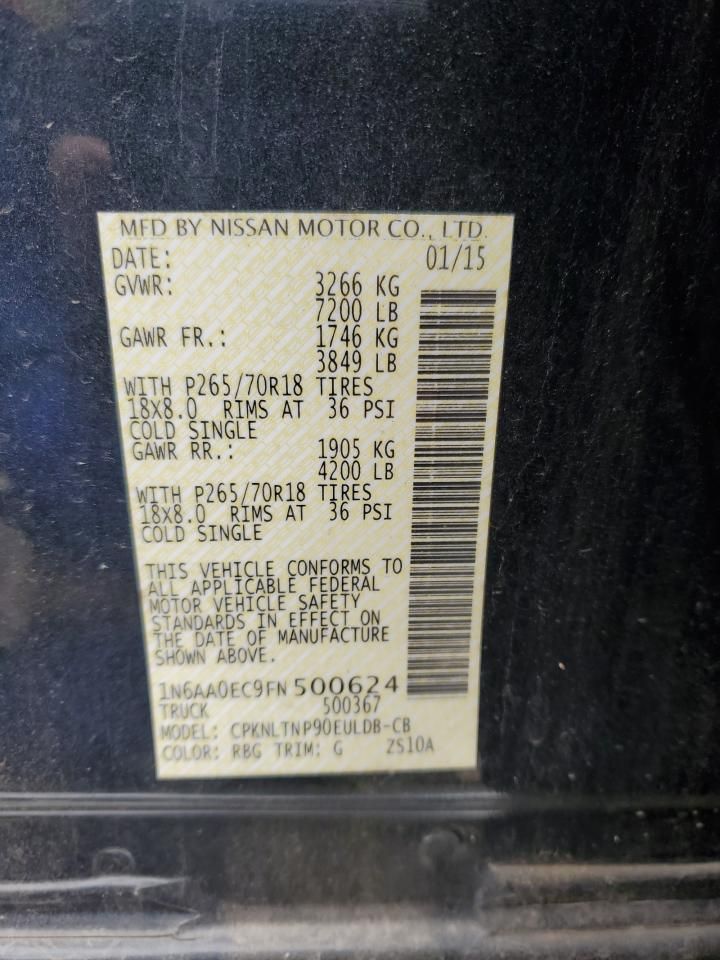 MFD BY NISSAN MOTOR CO., LTD.
DATE: 01/15
GVWR: 3266 KG
7200 LB
GAWR FR.: 1746 KG
3849 LB
WITH P265/70R18 TIRES
18X8.0 RIMS AT 36 PSI
COLD SINGLE
GAWR RR.: 1905 KG
4200 LB
WITH P265/70R18 TIRES
18X8.0 RIMS AT 36 PSI
COLD SINGLE
THIS VEHICLE CONFORMS TO
ALL APPLICABLE FEDERAL
MOTOR VEHICLE SAFETY
STANDARDS IN EFFECT ON
THE DATE OF MANUFACTURE
SHOWN ABOVE.
1N6AA0EC9FN500624
TRUCK 500367
MODEL: CPKNLTNP90EULDB-CB
COLOR: RBG TRIM: G ZS10A